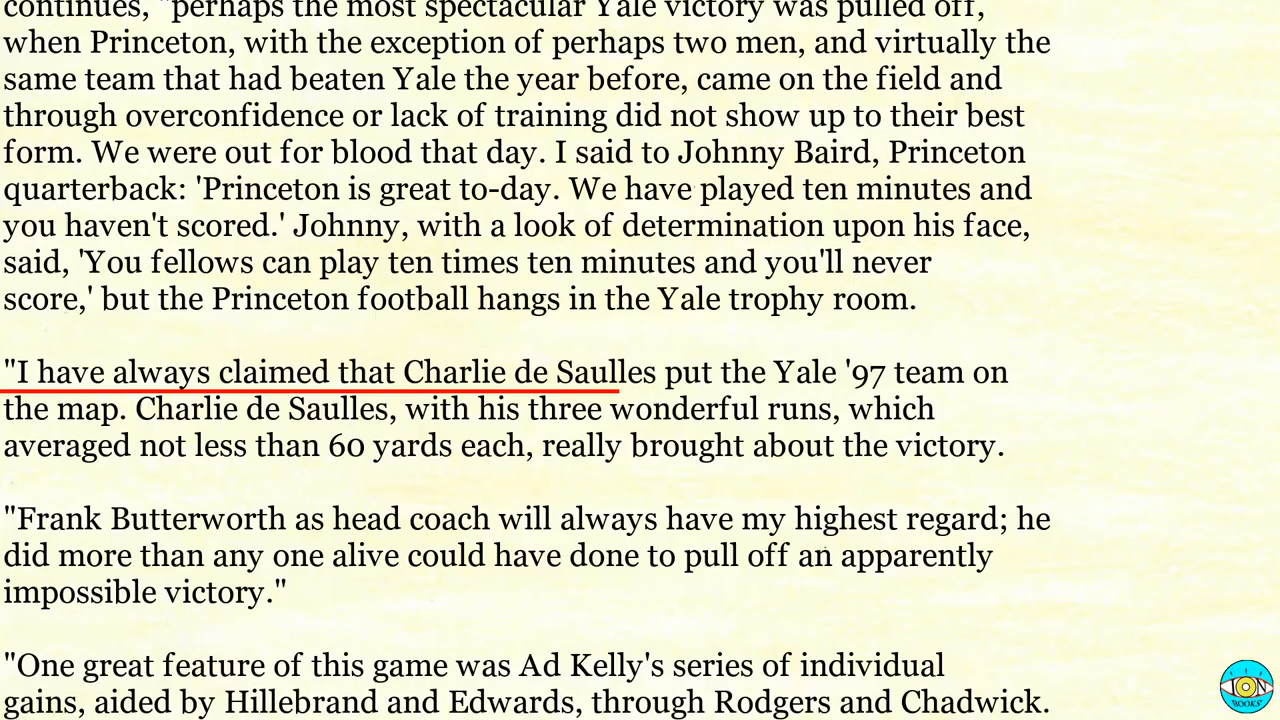 continues, "perhaps the most spectacular Yale victory was pulled off,
when Princeton, with the exception of perhaps two men, and virtually the
same team that had beaten Yale the year before, came on the field and
through overconfidence or lack of training did not show up to their best
form. We were out for blood that day. I said to Johnny Baird, Princeton
quarterback: 'Princeton is great to-day. We have played ten minutes and
you haven't scored.' Johnny, with a look of determination upon his face,
said, 'You fellows can play ten times ten minutes and you'll never
score,' but the Princeton football hangs in the Yale trophy room.
"I have always claimed that Charlie de Saulles put the Yale '97 team on
the map. Charlie de Saulles, with his three wonderful runs, which
averaged not less than 60 yards each, really brought about the victory.
"Frank Butterworth as head coach will always have my highest regard; he
did more than any one alive could have done to pull off an apparently
impossible victory."
"One great feature of this game was Ad Kelly's series of individual
gains, aided by Hillebrand and Edwards, through Rodgers and Chadwick.
ION
BOOKS